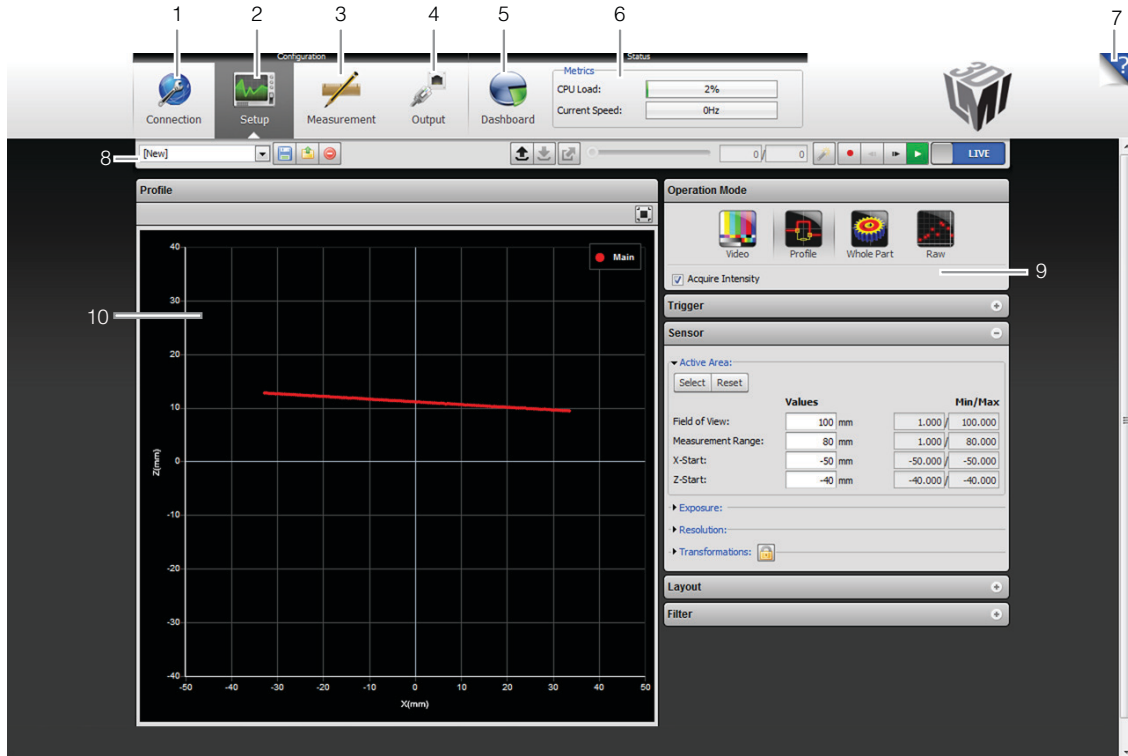 1 2 3 4 5 6 7
Configuration Status
Connection Setup Measurement Output Dashboard
Metrics
CPU Load: 2%
Current Speed: 0Hz
?
3D
LMI
8 [New] 0 / 0 LIVE
Profile
Main
40
30
20
10
0
-10
-20
-30
-40
Z(mm)
-50 -40 -30 -20 -10 0 10 20 30 40 50
X(mm)
10
Operation Mode
Video Profile Whole Part Raw
Acquire Intensity
9
Trigger
Sensor
Active Area:
Select Reset
Values Min/Max
Field of View: 100 mm 1.000 / 100.000
Measurement Range: 80 mm 1.000 / 80.000
X-Start: -50 mm -50.000 / -50.000
Z-Start: -40 mm -40.000 / -40.000
Exposure:
Resolution:
Transformations:
Layout
Filter